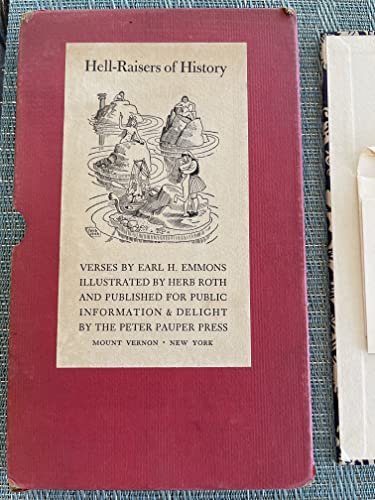 Hell-Raisers of History
VERSES BY EARL H. EMMONS
ILLUSTRATED BY HERB ROTH
AND PUBLISHED FOR PUBLIC
INFORMATION & DELIGHT
BY THE PETER PAUPER PRESS
MOUNT VERNON · NEW YORK